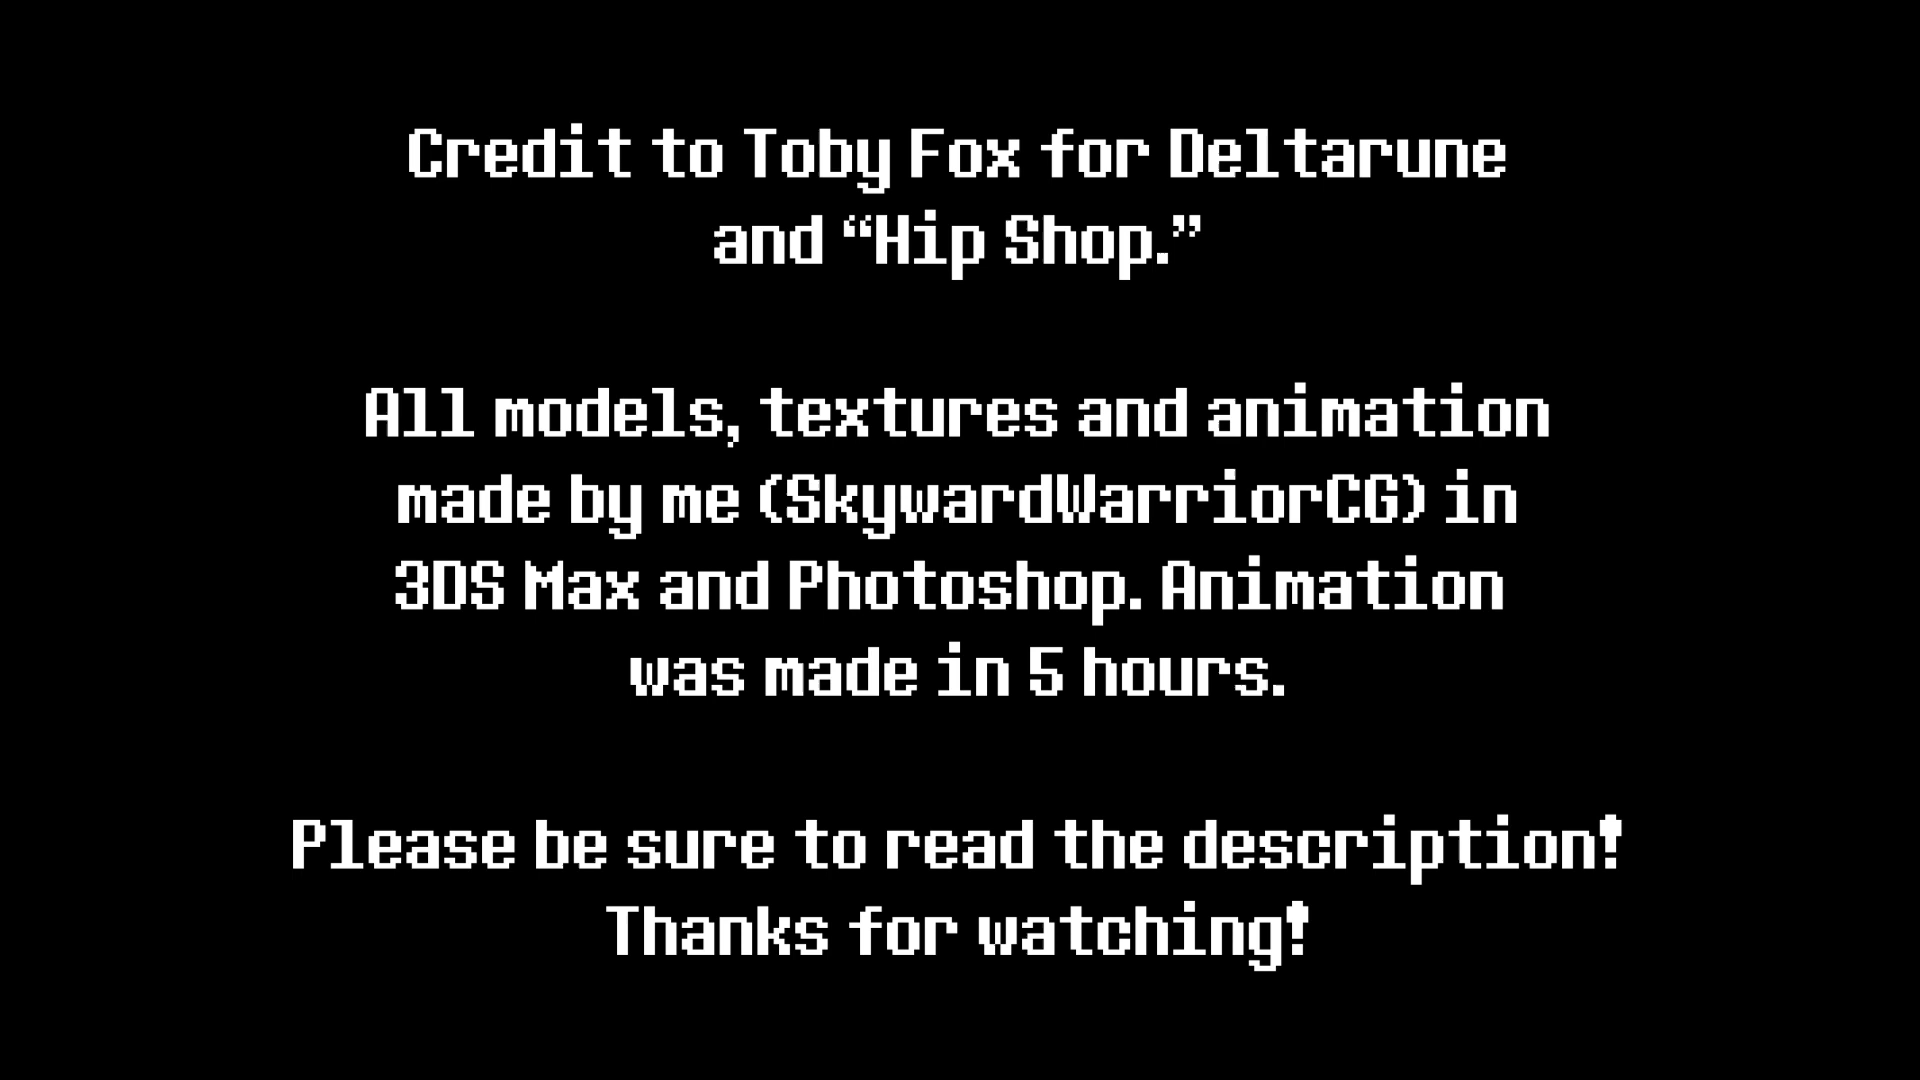 Credit to Toby Fox for Deltarune
and “Hip Shop.”
All models, textures and animation
made by me (SkywardWarriorCG) in
3DS Max and Photoshop. Animation
was made in 5 hours.
Please be sure to read the description!
Thanks for watching!